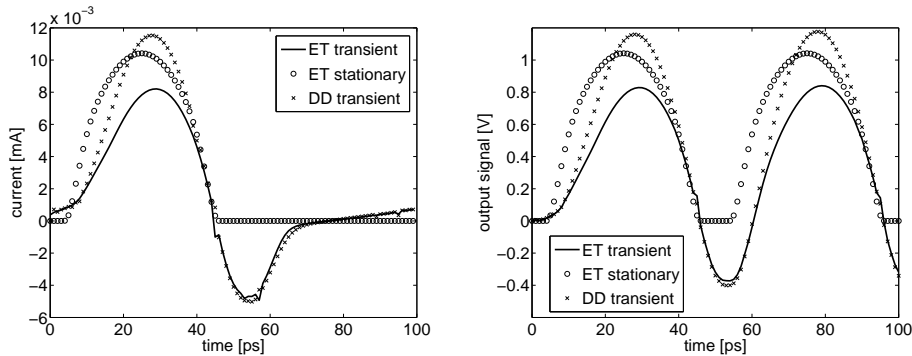 x 10⁻³
12
10
8
6
4
2
0
−2
−4
−6
0 20 40 60 80 100
time [ps]
current [mA]
ET transient
ET stationary
DD transient
1
0.8
0.6
0.4
0.2
0
−0.2
−0.4
0 20 40 60 80 100
time [ps]
output signal [V]
ET transient
ET stationary
DD transient